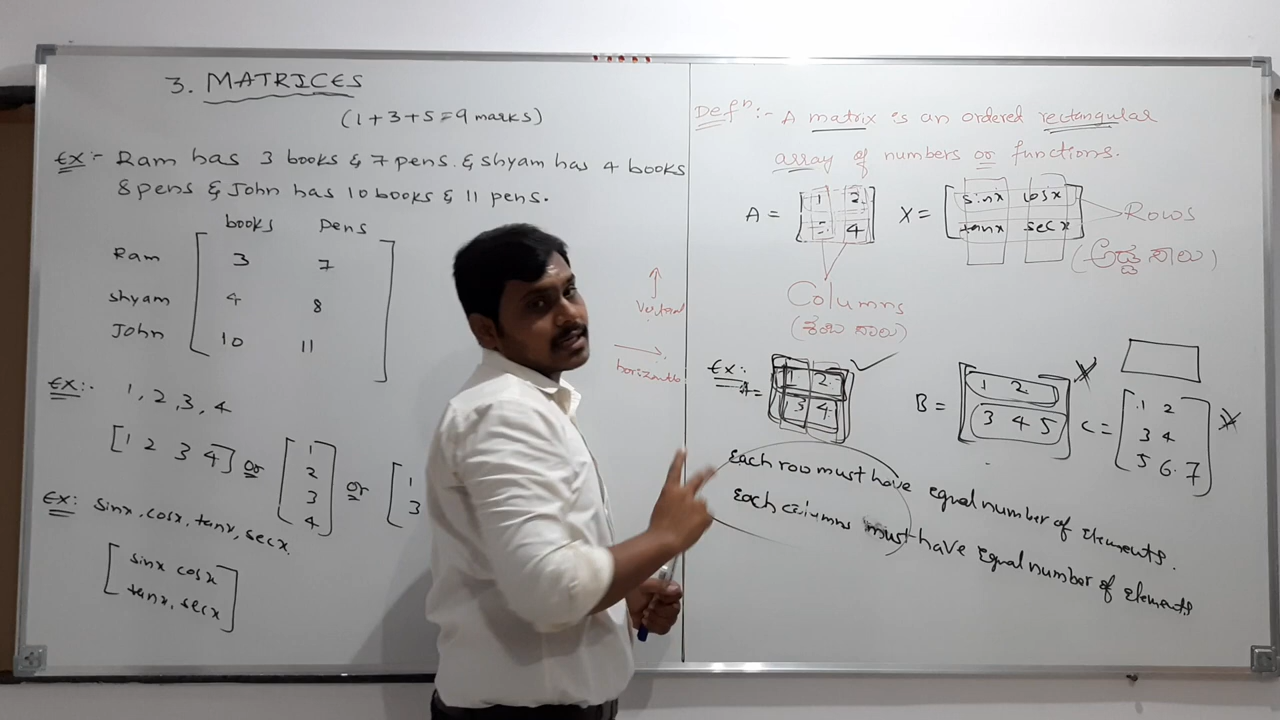 3. MATRICES
(1+3+5=9 marks)
Ex:- Ram has 3 books & 7 pens. & shyam has 4 books
8 pens & John has 10 books & 11 pens.
books Pens
Ram 3 7
shyam 4 8
John 10 11
Ex:- 1, 2, 3, 4
[1 2 3 4] or [1 2 3 4] or [1 3
Ex: sinx, cosx, tanx, secx.
[sinx cosx
tanx, secx]
Defn:- A matrix is an ordered rectangular
array of numbers or functions.
A = [1 2 4] X = [sinx cosx tanx secx] Rows
(ಅಡ್ಡ ಸಾಲು)
Columns
(ಕಂಬ ಸಾಲು)
Vertical
horizontal
Ex:
A = [1 2 3 4] ✓ B = [1 2 3 4 5] ✗ C = [1 2 3 4 5 6 7] ✗
Each row must have equal number of elements.
Each columns must have equal number of elements